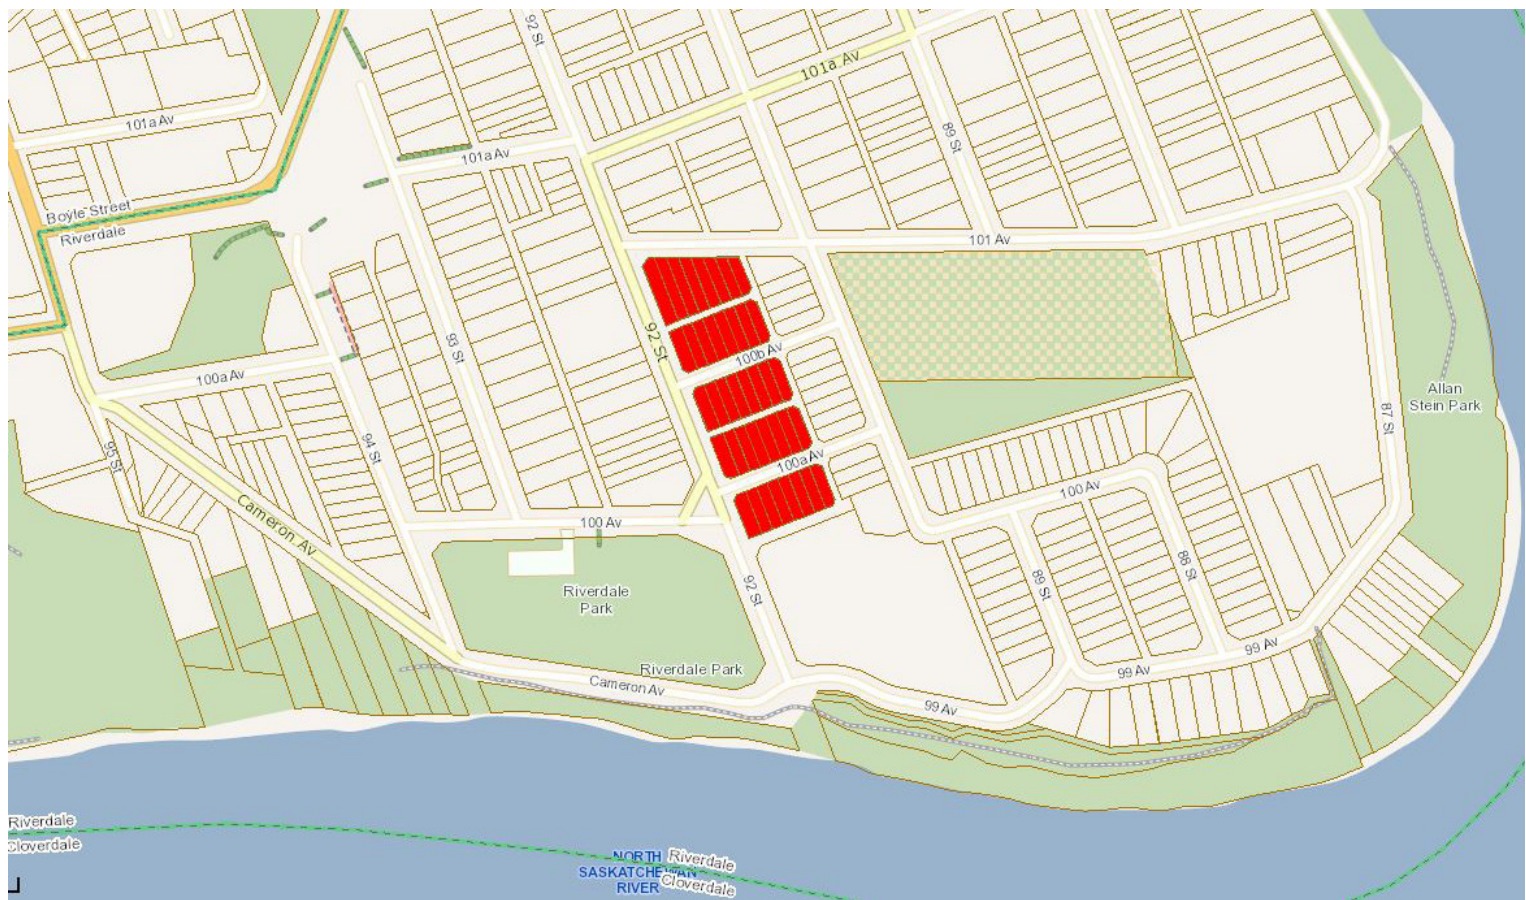 92 St
101a Av
101a Av
89 St
101a Av
Boyle Street
Riverdale
101 Av
92 St
93 St
100b Av
100a Av
Allan
Stein Park
87 St
94 St
95 St
100a Av
100 Av
Cameron Av
100 Av
88 St
89 St
92 St
Riverdale
Park
99 Av
Riverdale Park
99 Av
Cameron Av
99 Av
Riverdale
Cloverdale
NORTH
SASKATCHEWAN
RIVER
Riverdale
Cloverdale